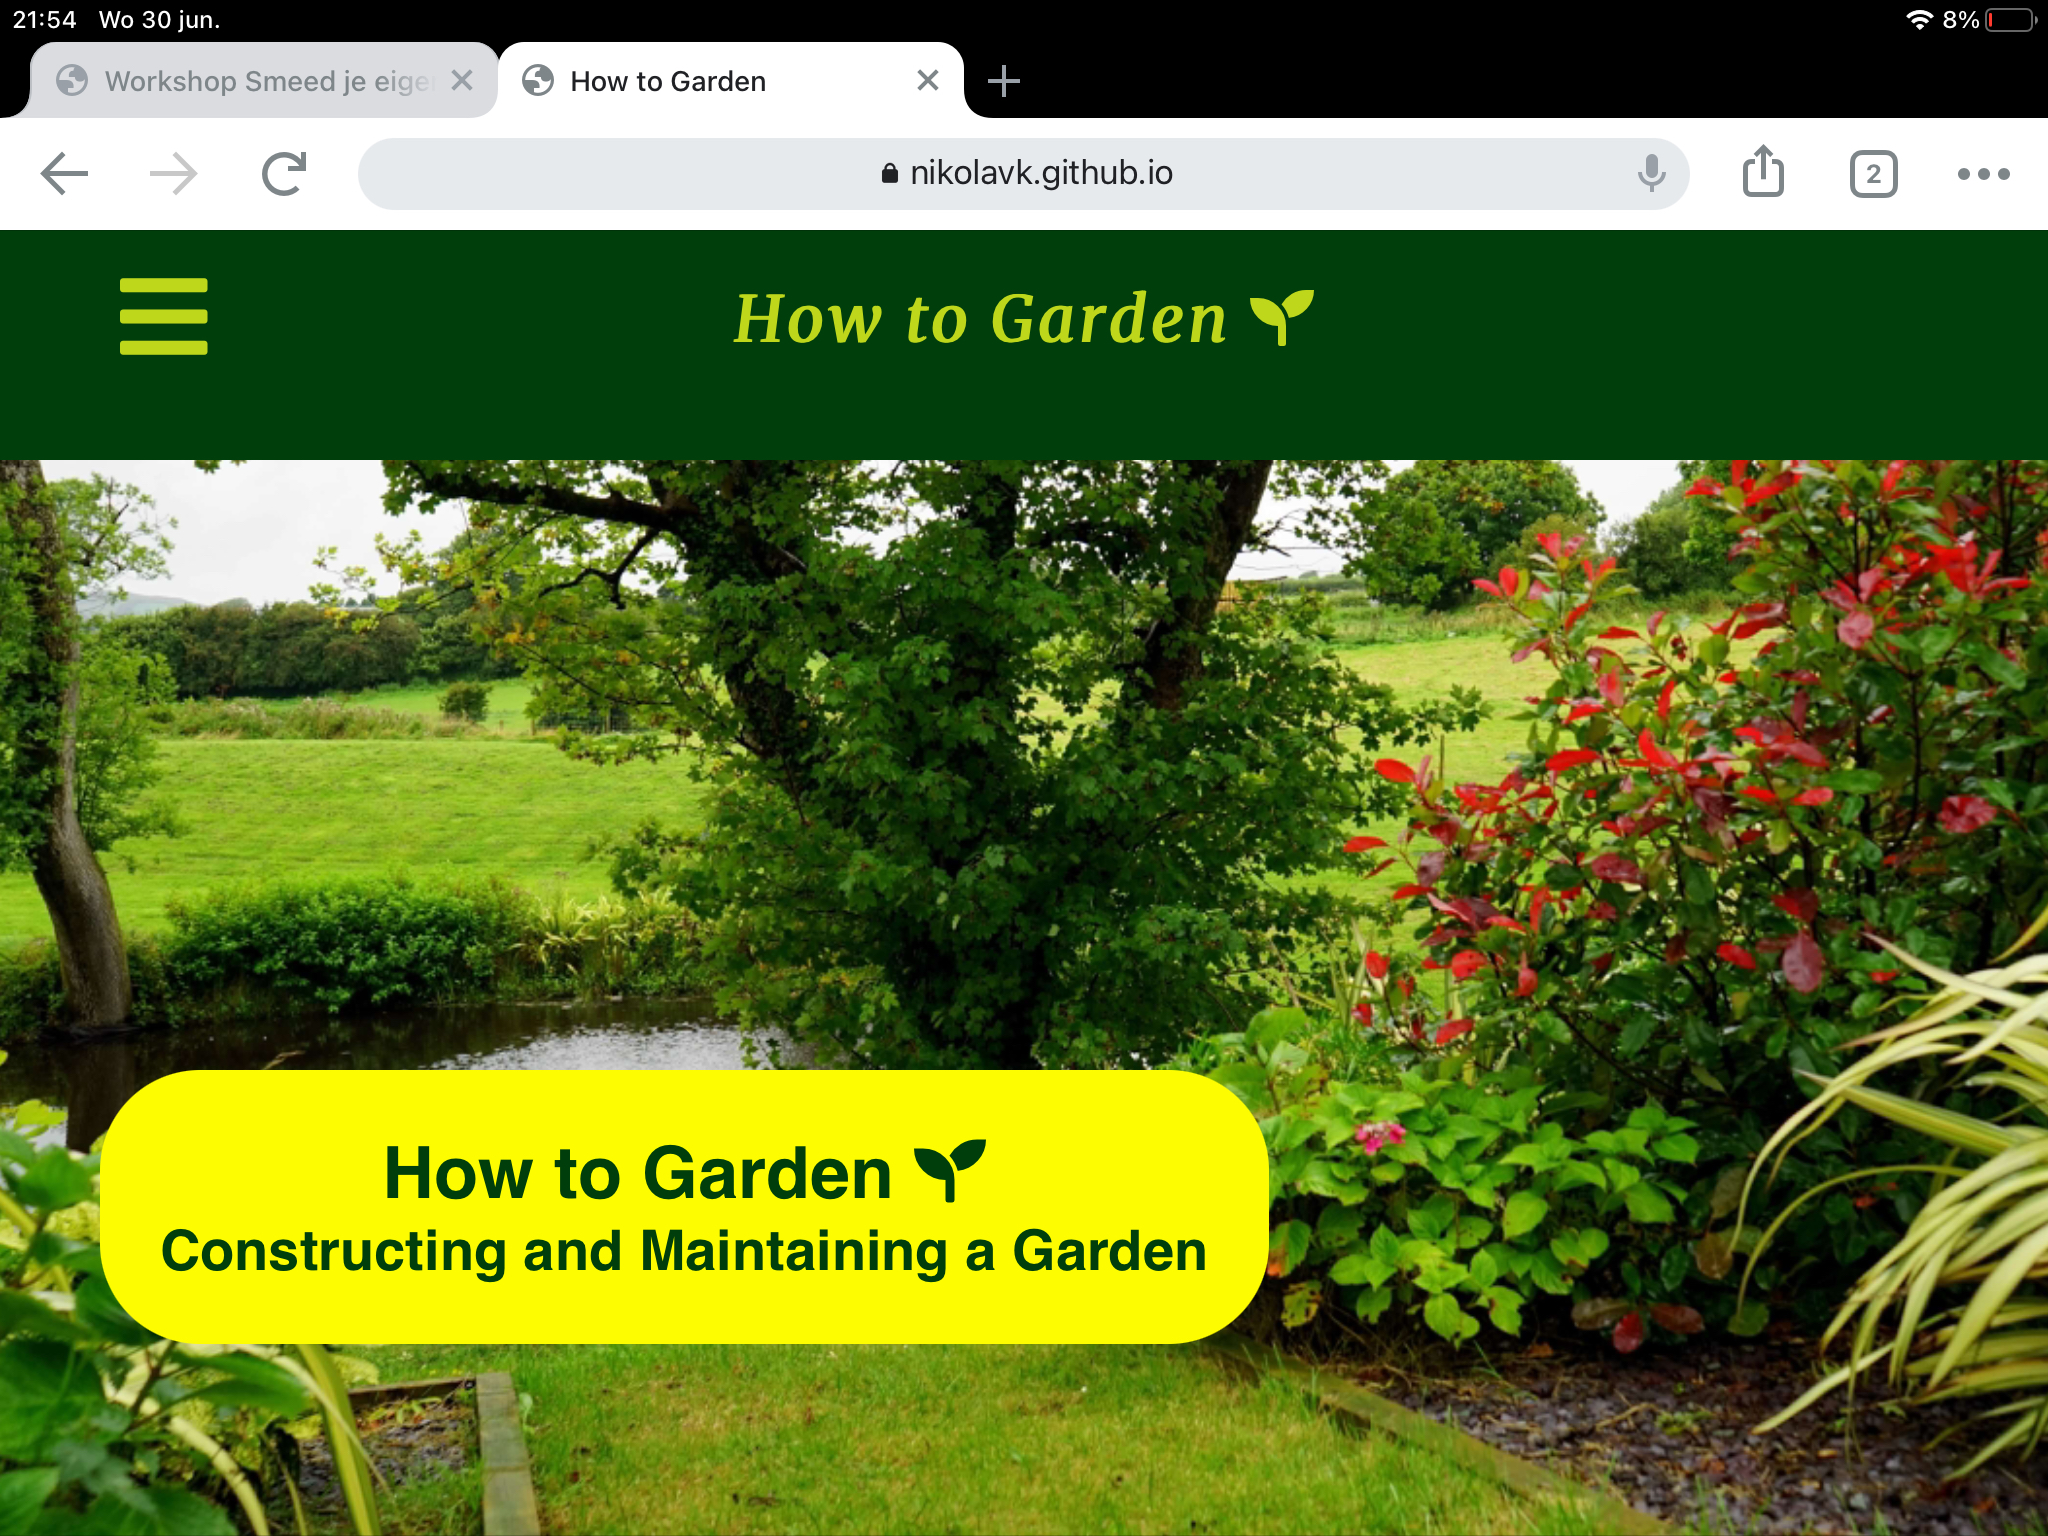 21:54 Wo 30 jun. 8%
Workshop Smeed je eige
How to Garden
nikolavk.github.io
2
How to Garden
How to Garden
Constructing and Maintaining a Garden